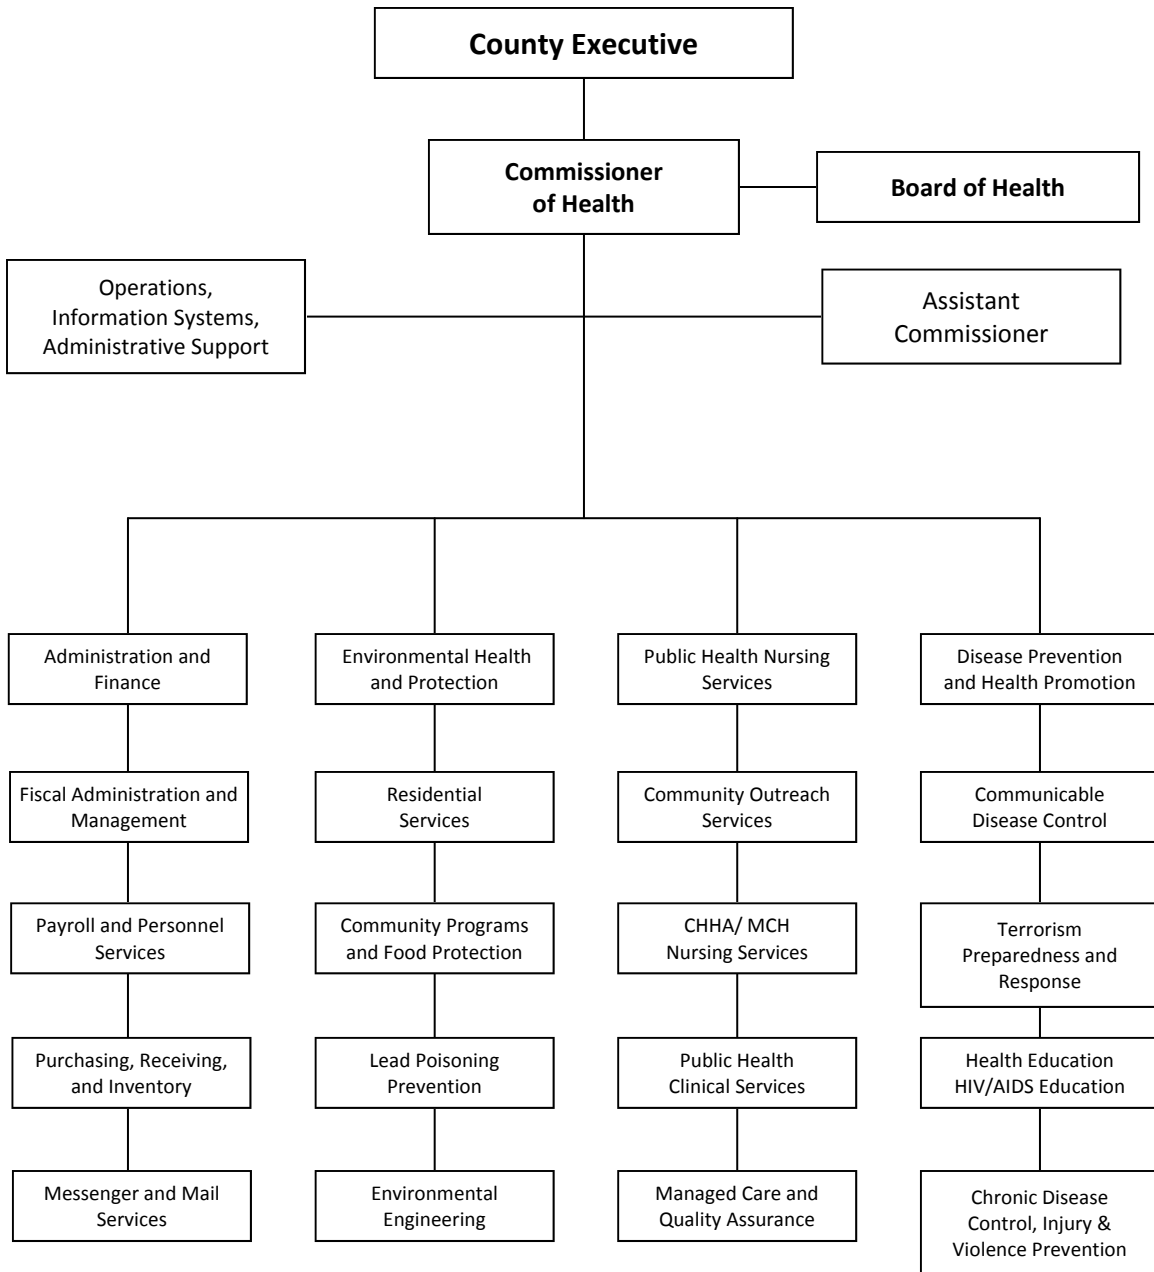 County Executive
Commissioner
of Health
Board of Health
Operations,
Information Systems,
Administrative Support
Assistant
Commissioner
Administration and
Finance
Environmental Health
and Protection
Public Health Nursing
Services
Disease Prevention
and Health Promotion
Fiscal Administration and
Management
Residential
Services
Community Outreach
Services
Communicable
Disease Control
Payroll and Personnel
Services
Community Programs
and Food Protection
CHHA/ MCH
Nursing Services
Terrorism
Preparedness and
Response
Purchasing, Receiving,
and Inventory
Lead Poisoning
Prevention
Public Health
Clinical Services
Health Education
HIV/AIDS Education
Messenger and Mail
Services
Environmental
Engineering
Managed Care and
Quality Assurance
Chronic Disease
Control, Injury &
Violence Prevention